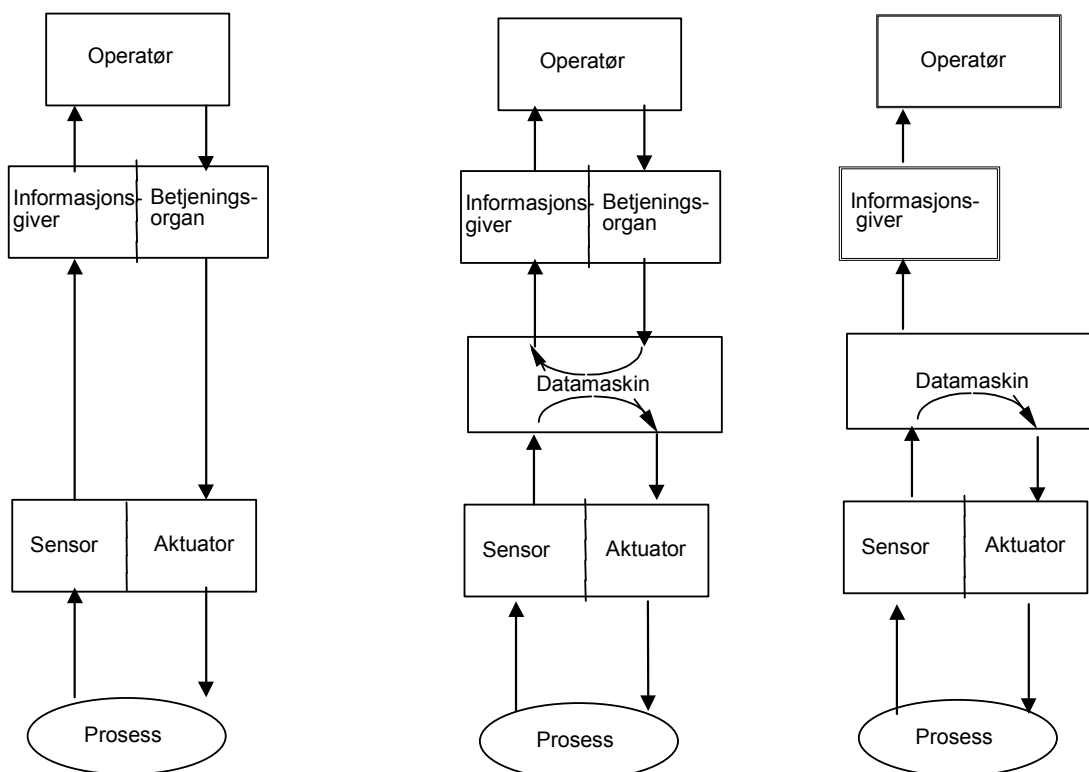 Operatør
Informasjons-
giver
Betjenings-
organ
Sensor
Aktuator
Prosess
Operatør
Informasjons-
giver
Betjenings-
organ
Datamaskin
Sensor
Aktuator
Prosess
Operatør
Informasjons-
giver
Datamaskin
Sensor
Aktuator
Prosess